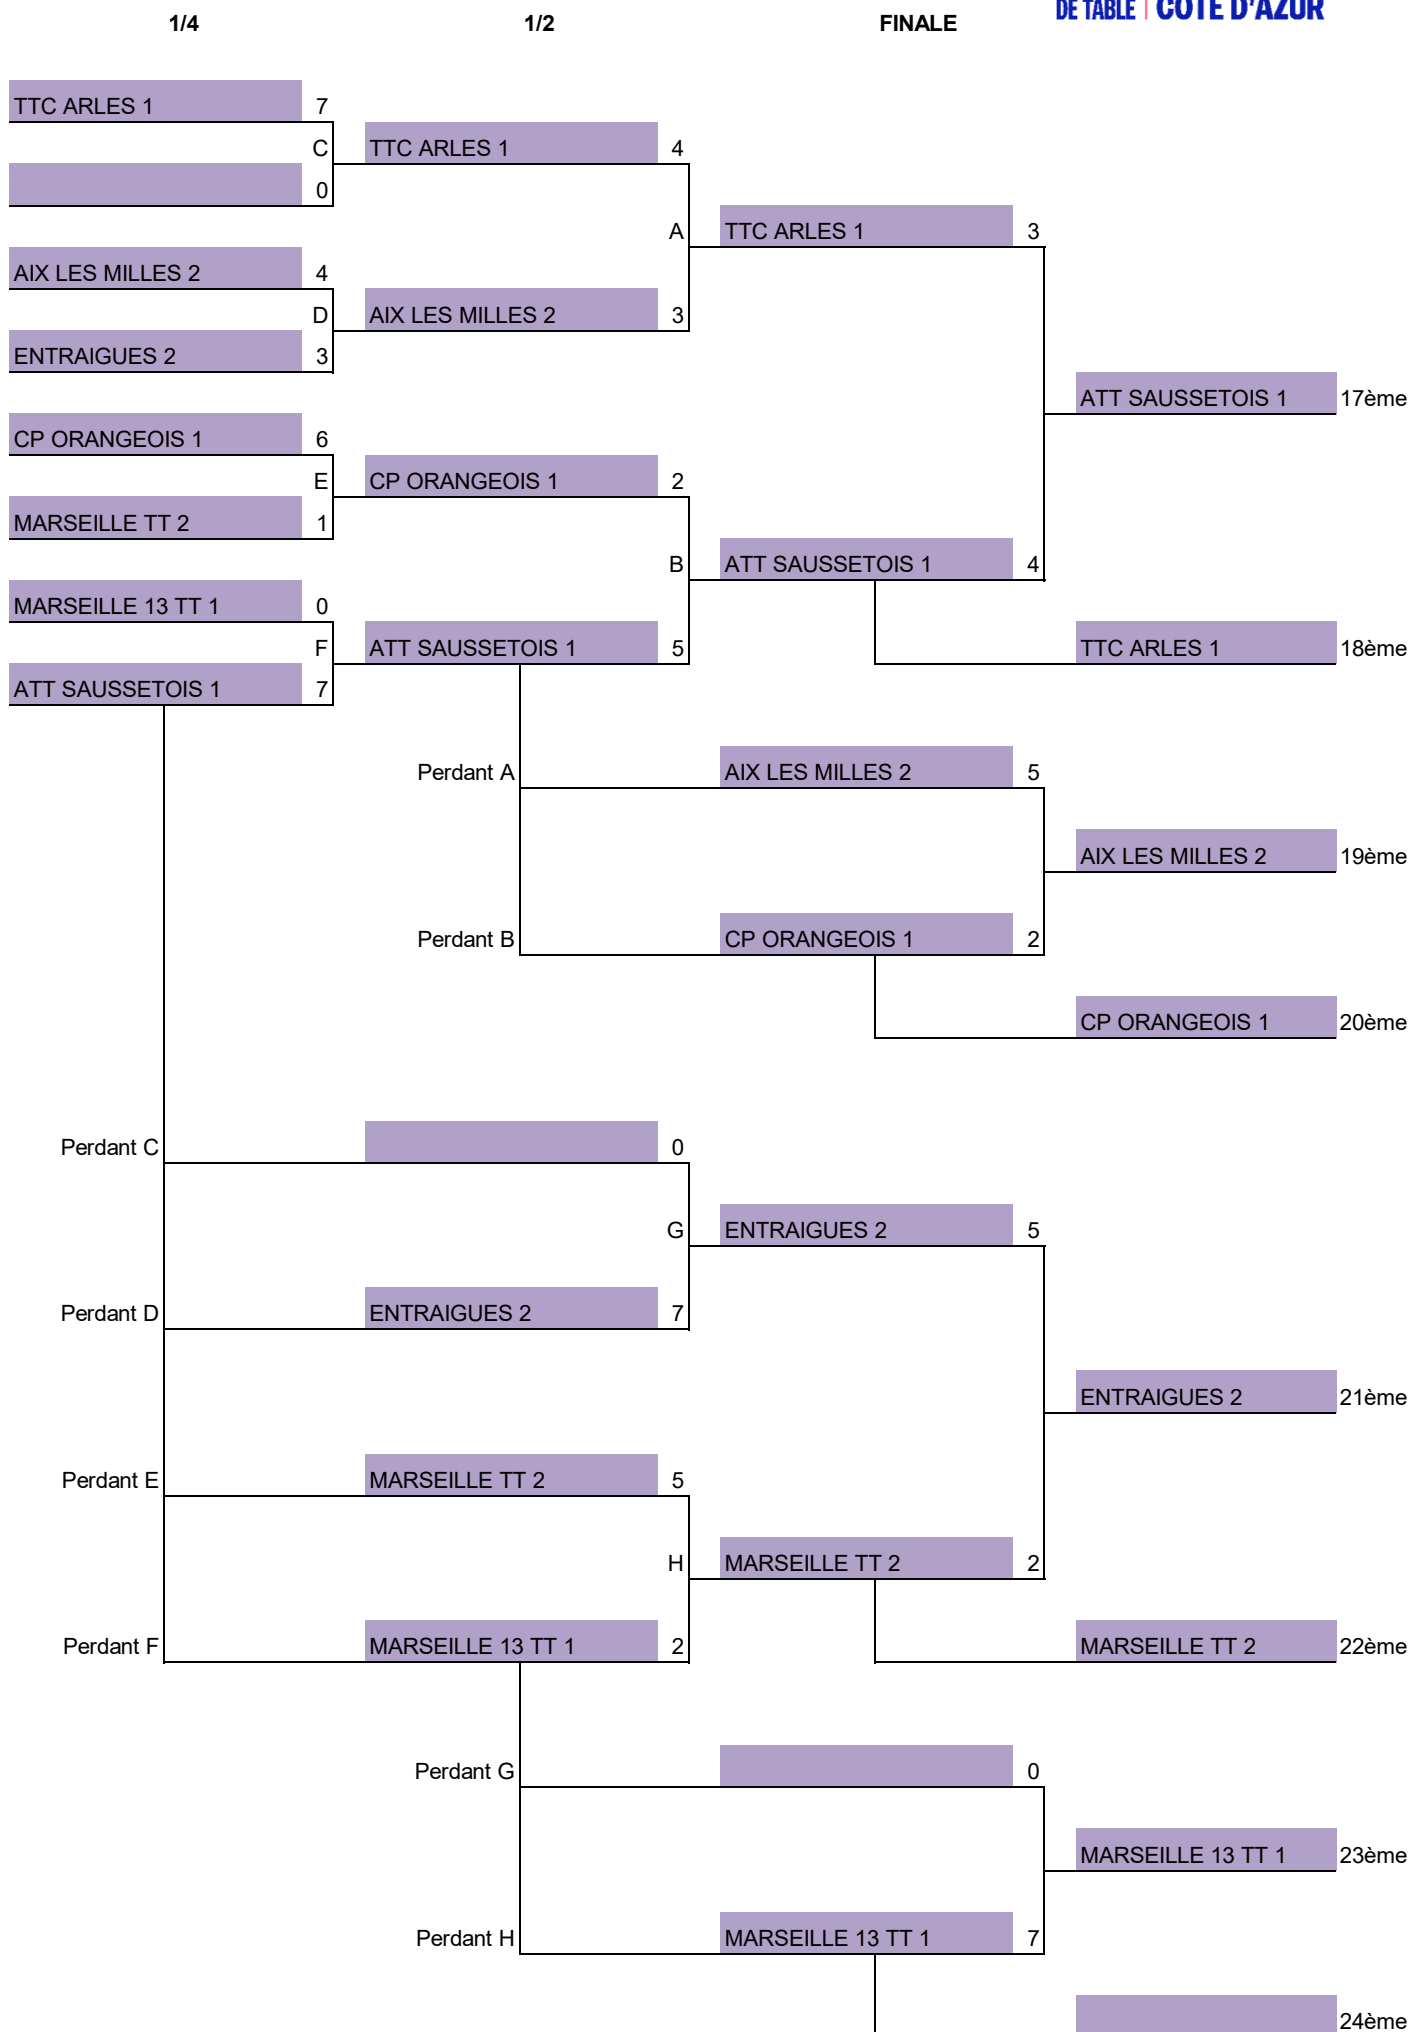 DE TABLE | CÔTE D'AZUR
1/4 1/2 FINALE
TTC ARLES 1 7
C TTC ARLES 1 4
0
A TTC ARLES 1 3
AIX LES MILLES 2 4
D AIX LES MILLES 2 3
ENTRAIGUES 2 3
ATT SAUSSETOIS 1 17ème
CP ORANGEOIS 1 6
E CP ORANGEOIS 1 2
MARSEILLE TT 2 1
B ATT SAUSSETOIS 1 4
MARSEILLE 13 TT 1 0
F ATT SAUSSETOIS 1 5 TTC ARLES 1 18ème
ATT SAUSSETOIS 1 7
Perdant A AIX LES MILLES 2 5
AIX LES MILLES 2 19ème
Perdant B CP ORANGEOIS 1 2
CP ORANGEOIS 1 20ème
Perdant C 0
G ENTRAIGUES 2 5
Perdant D ENTRAIGUES 2 7
ENTRAIGUES 2 21ème
Perdant E MARSEILLE TT 2 5
H MARSEILLE TT 2 2
Perdant F MARSEILLE 13 TT 1 2 MARSEILLE TT 2 22ème
Perdant G 0
MARSEILLE 13 TT 1 23ème
Perdant H MARSEILLE 13 TT 1 7
24ème